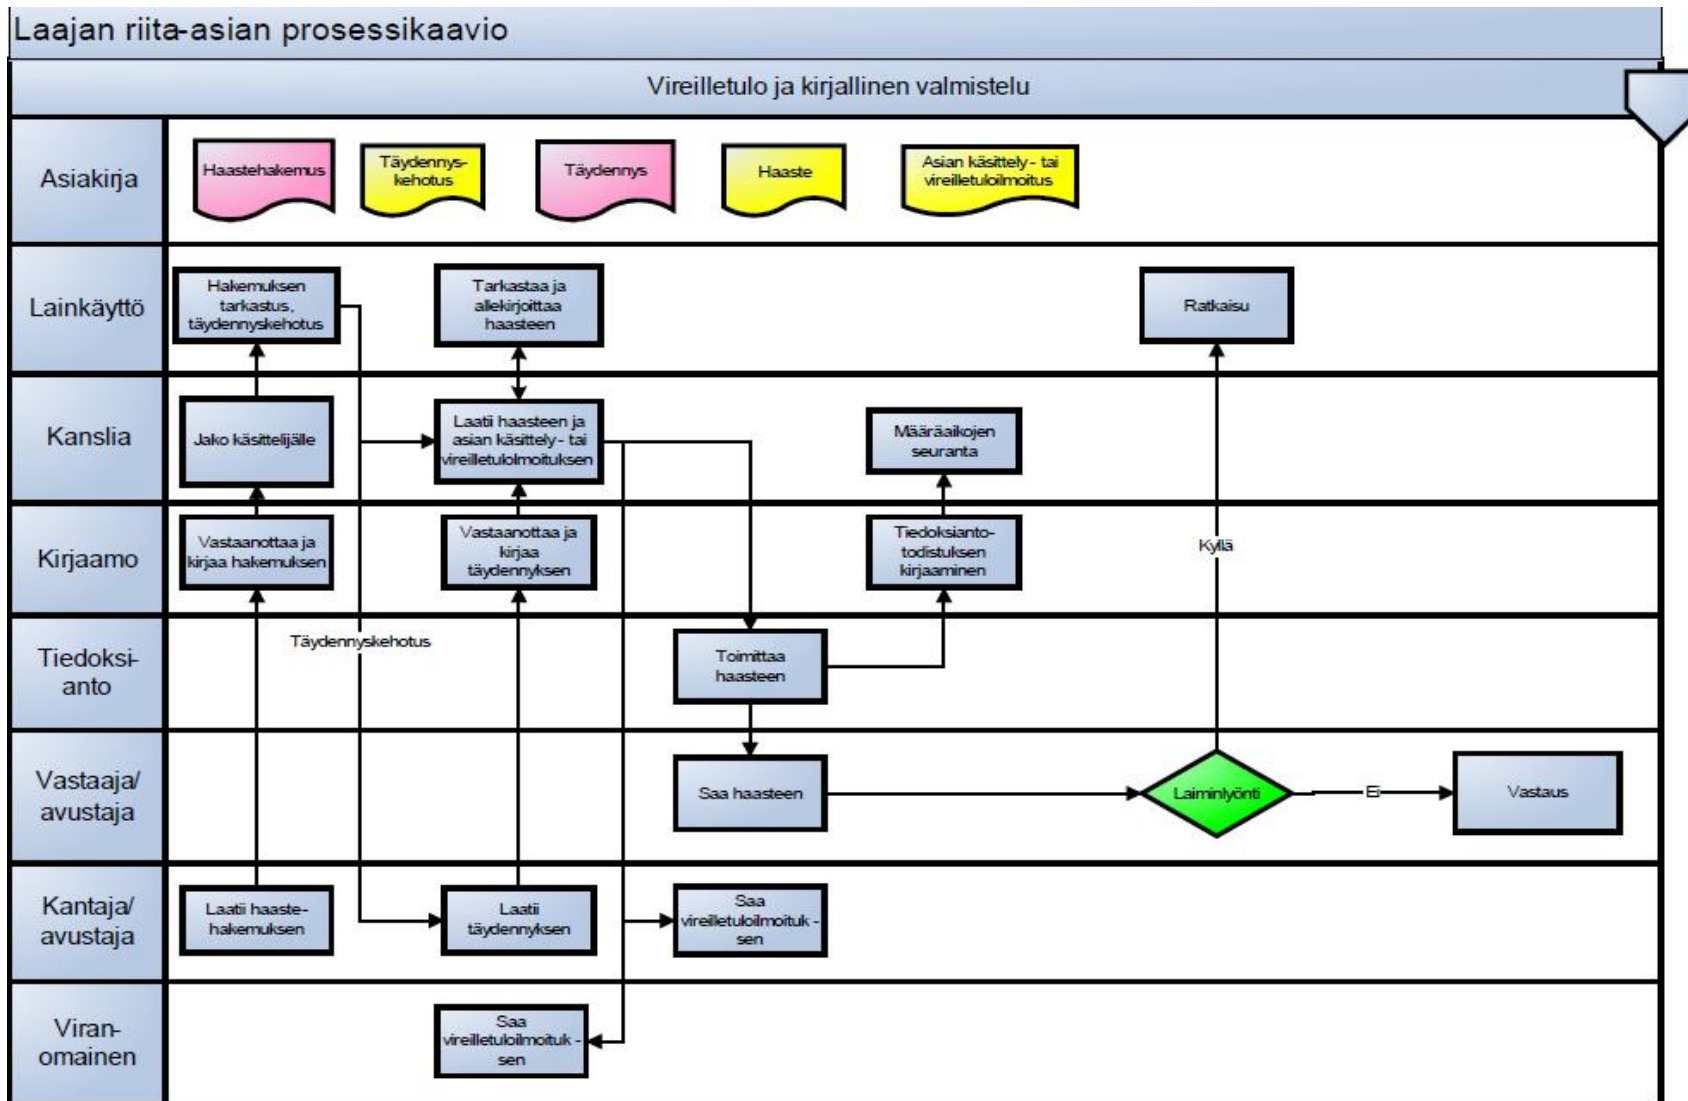 Laajan riita-asian prosessikaavio
Vireilletulo ja kirjallinen valmistelu
Asiakirja
Haastehakemus
Täydennys-
kehotus
Täydennys
Haaste
Asian käsittely- tai
vireilletuloilmoitus
Lainkäyttö
Hakemuksen
tarkastus,
täydennyskehotus
Tarkastaa ja
allekirjoittaa
haasteen
Ratkaisu
Kanslia
Jako käsittelijälle
Laatii haasteen ja
asian käsittely- tai
vireilletulolmoituksen
Määräaikojen
seuranta
Kirjaamo
Vastaanottaa ja
kirjaa hakemuksen
Vastaanottaa ja
kirjaa
täydennyksen
Tiedoksianto-
todistuksen
kirjaaminen
Kyllä
Tiedoksi-
anto
Täydennyskehotus
Toimittaa
haasteen
Vastaaja/
avustaja
Saa haasteen
Laiminlyönti
Ei
Vastaus
Kantaja/
avustaja
Laatii haaste-
hakemuksen
Laatii
täydennyksen
Saa
vireilletuloilmoituk -
sen
Viran-
omainen
Saa
vireilletuloilmoituk -
sen